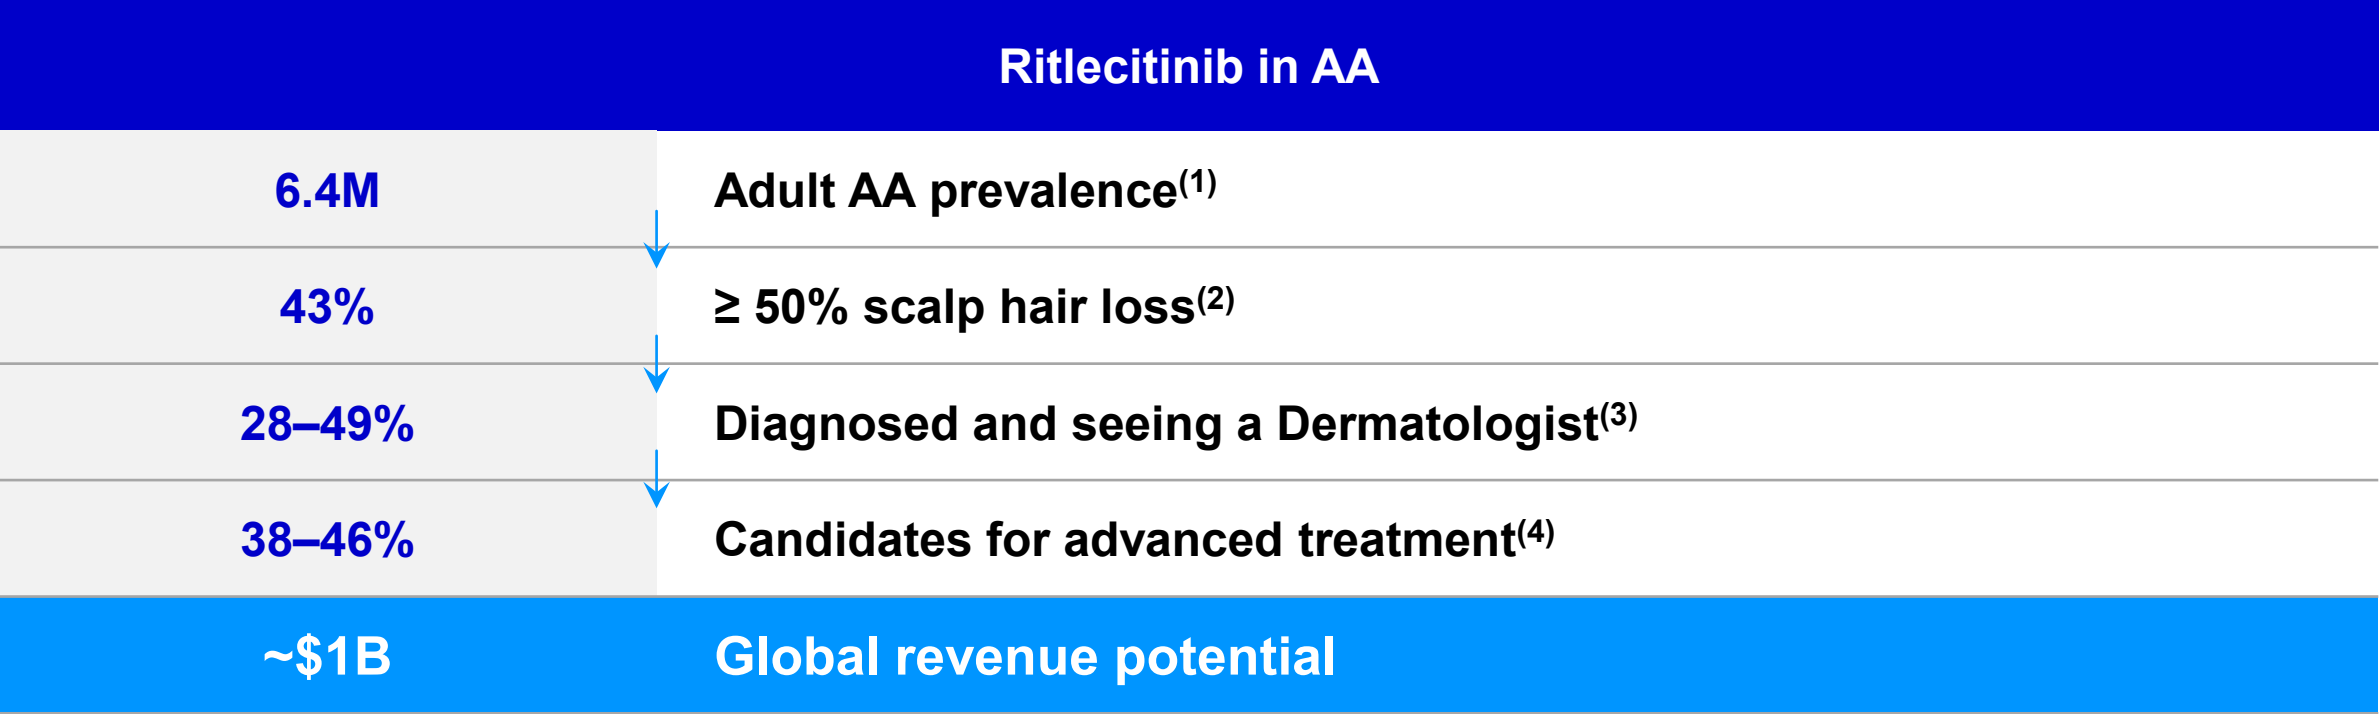 Ritlecitinib in AA
6.4M Adult AA prevalence(1)
43% ≥ 50% scalp hair loss(2)
28–49% Diagnosed and seeing a Dermatologist(3)
38–46% Candidates for advanced treatment(4)
~$1B Global revenue potential